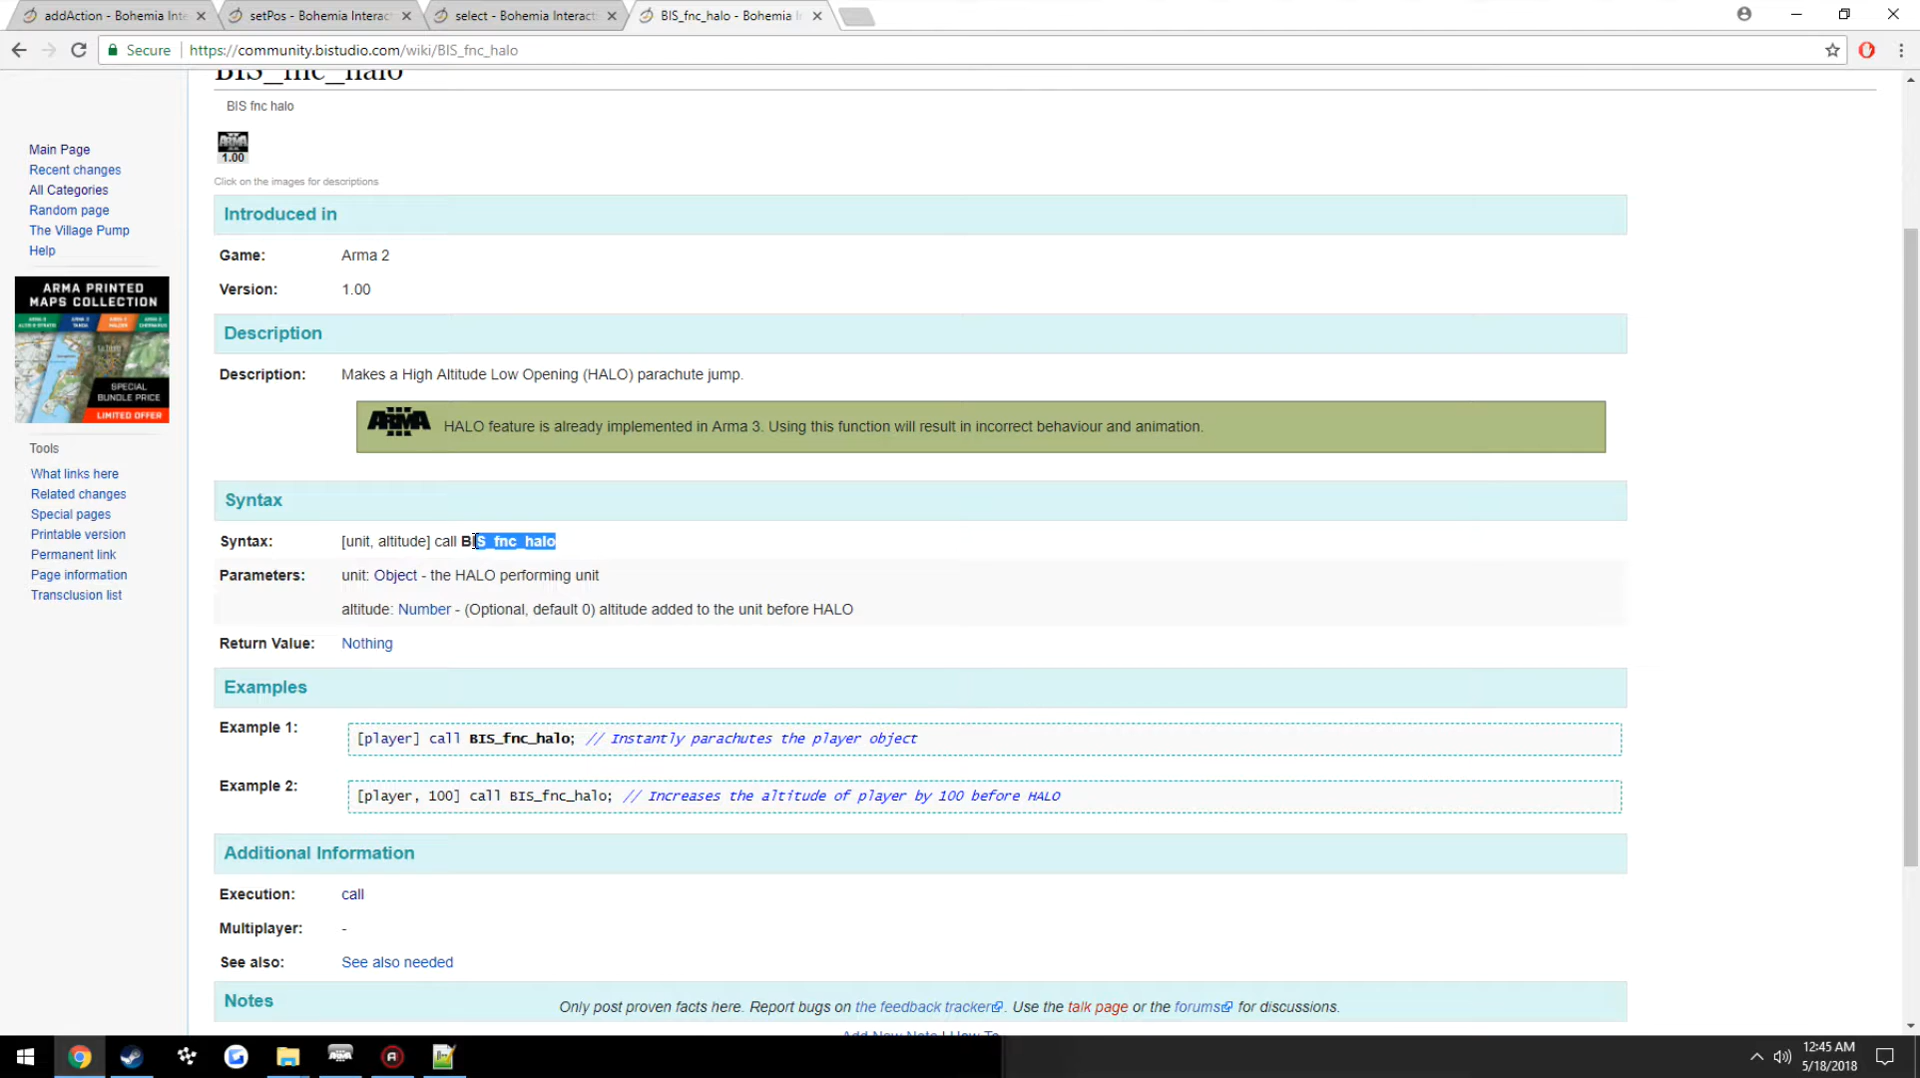 addAction - Bohemia Inte
setPos - Bohemia Interac
select - Bohemia Interacti
BIS_fnc_halo - Bohemia I
Secure
https://community.bistudio.com/wiki/BIS_fnc_halo
BIS_fnc_halo
BIS fnc halo
ARMA
1.00
Click on the images for descriptions
Main Page
Recent changes
All Categories
Random page
The Village Pump
Help
ARMA PRINTED
MAPS COLLECTION
SPECIAL
BUNDLE PRICE
LIMITED OFFER
Tools
What links here
Related changes
Special pages
Printable version
Permanent link
Page information
Transclusion list
Introduced in
Game: Arma 2
Version: 1.00
Description
Description: Makes a High Altitude Low Opening (HALO) parachute jump.
ARMA HALO feature is already implemented in Arma 3. Using this function will result in incorrect behaviour and animation.
Syntax
Syntax: [unit, altitude] call BIS_fnc_halo
Parameters: unit: Object - the HALO performing unit
altitude: Number - (Optional, default 0) altitude added to the unit before HALO
Return Value: Nothing
Examples
Example 1: [player] call BIS_fnc_halo; // Instantly parachutes the player object
Example 2: [player, 100] call BIS_fnc_halo; // Increases the altitude of player by 100 before HALO
Additional Information
Execution: call
Multiplayer: -
See also: See also needed
Notes
Only post proven facts here. Report bugs on the feedback tracker. Use the talk page or the forums for discussions.
Add New Note | How To
12:45 AM
5/18/2018